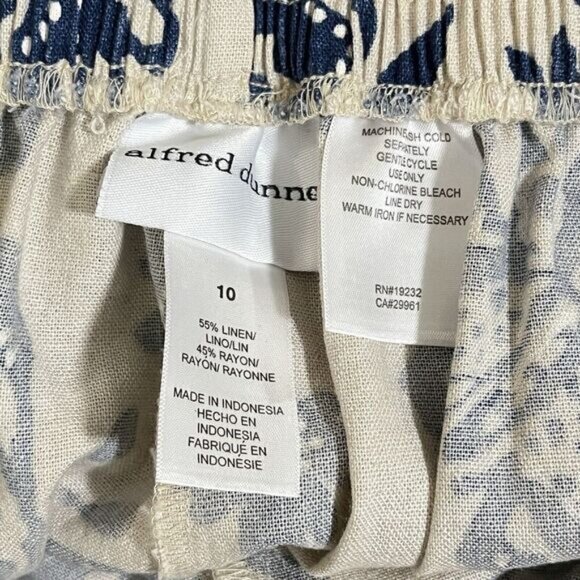 alfred dunne
10
55% LINEN/
LINO/LIN
45% RAYON/
RAYÓN/RAYONNE
MADE IN INDONESIA
HECHO EN
INDONESIA
FABRIQUÉ EN
INDONÉSIE
MACHINE WASH COLD
SEPARATELY
GENTLE CYCLE
USE ONLY
NON-CHLORINE BLEACH
LINE DRY
WARM IRON IF NECESSARY
RN#19232
CA#29961